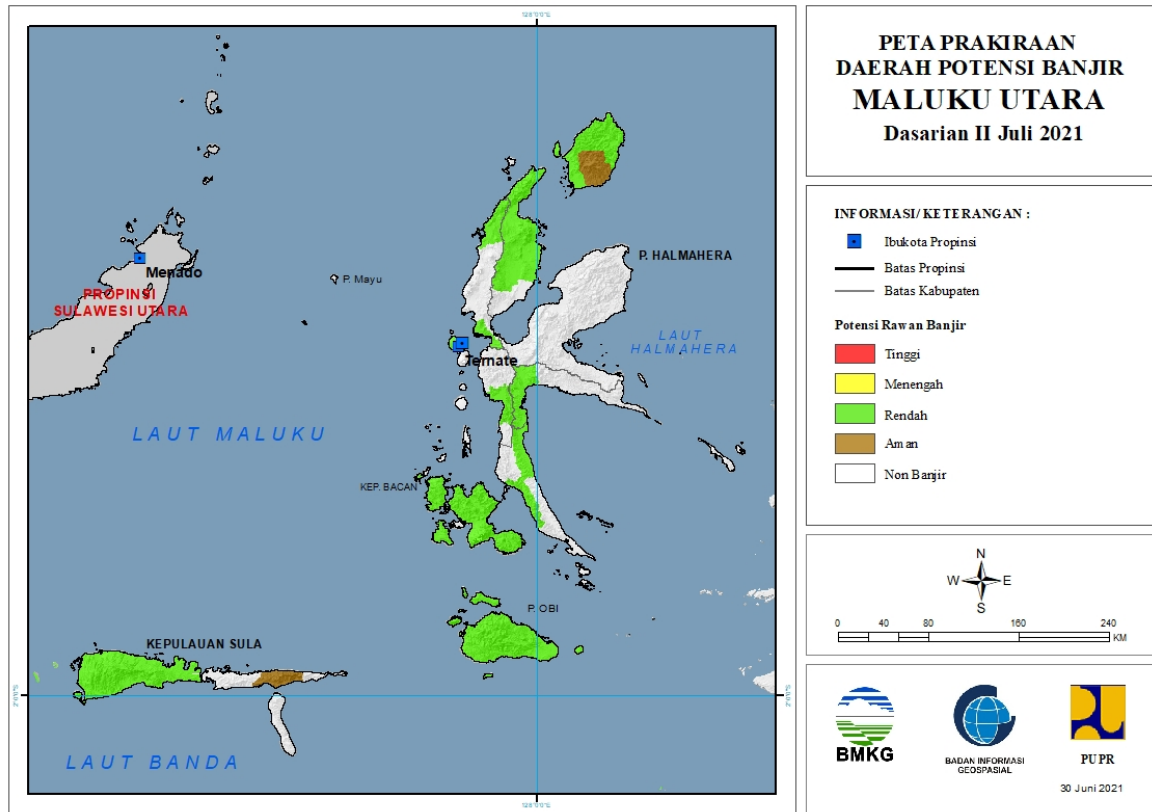 PETA PRAKIRAAN
DAERAH POTENSI BANJIR
MALUKU UTARA
Dasarian II Juli 2021
INFORMASI/ KETERANGAN :
Ibukota Propinsi
Batas Propinsi
Batas Kabupaten
Potensi Rawan Banjir
Tinggi
Menengah
Rendah
Aman
Non Banjir
N
W E
S
0 40 80 160 240
KM
BMKG
BADAN INFORMASI
GEOSPASIAL
PUPR
30 Juni 2021
Menado
PROPINSI
SULAWESI UTARA
P. Mayu
P. HALMAHERA
LAUT
HALMAHERA
Ternate
LAUT MALUKU
KEP. BACAN
P. OBI
KEPULAUAN SULA
LAUT BANDA